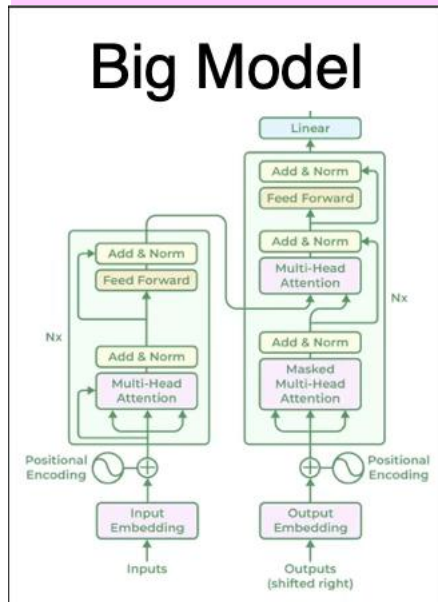 Big Model
Linear
Add & Norm
Feed Forward
Add & Norm
Multi-Head
Attention
Nx
Add & Norm
Masked
Multi-Head
Attention
Positional
Encoding
Output
Embedding
Outputs
(shifted right)
Add & Norm
Feed Forward
Nx
Add & Norm
Multi-Head
Attention
Positional
Encoding
Input
Embedding
Inputs